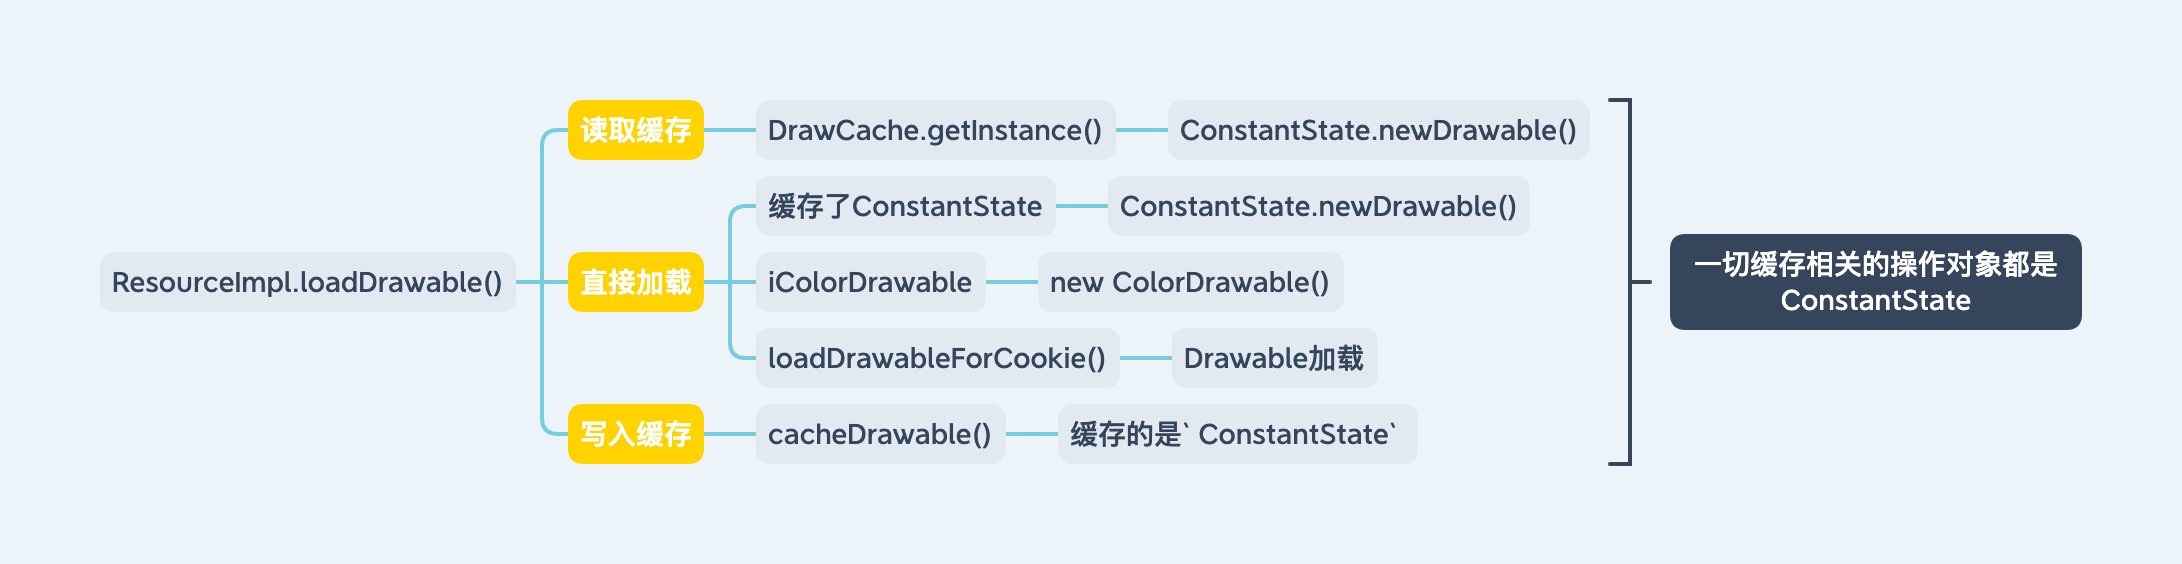 ResourceImpl.loadDrawable()
读取缓存
DrawCache.getInstance()
ConstantState.newDrawable()
直接加载
缓存了ConstantState
ConstantState.newDrawable()
iColorDrawable
new ColorDrawable()
loadDrawableForCookie()
Drawable加载
写入缓存
cacheDrawable()
缓存的是` ConstantState`
一切缓存相关的操作对象都是
ConstantState